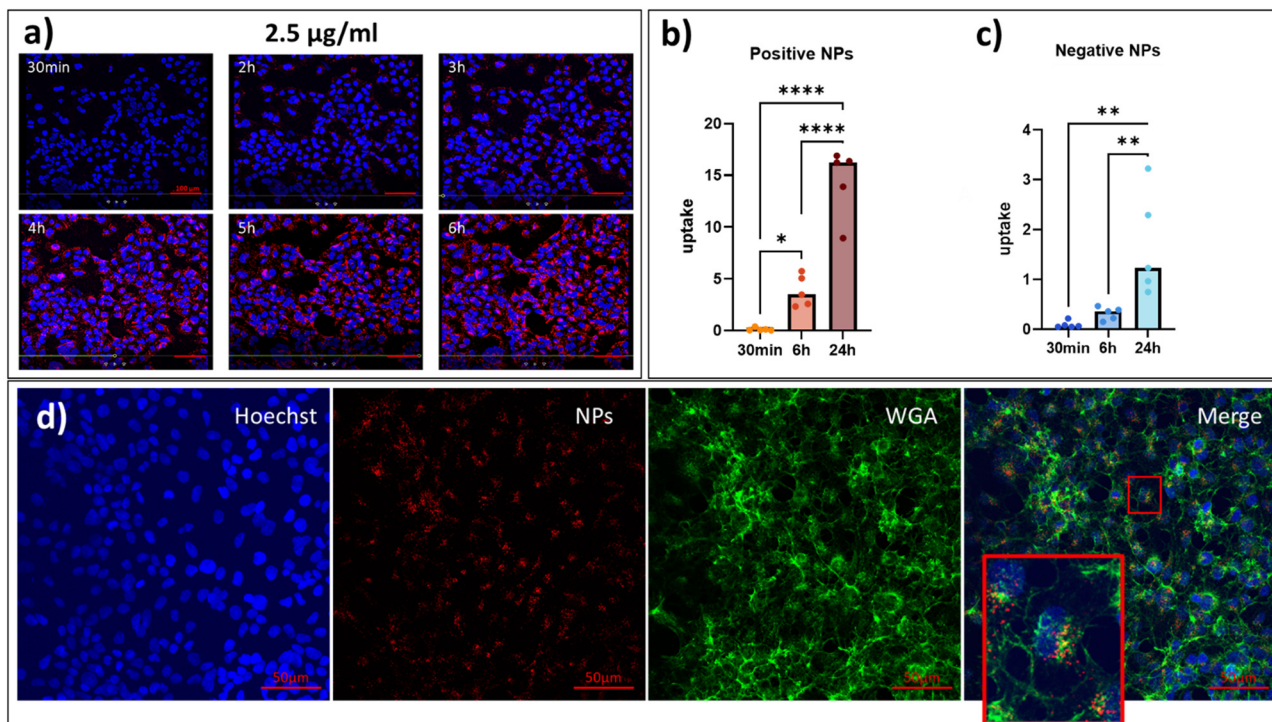 a)
2.5 µg/ml
30min
2h
3h
100µm
4h
5h
6h
b)
Positive NPs
****
****
*
20
15
10
5
0
uptake
30min 6h 24h
c)
Negative NPs
**
**
4
3
2
1
0
uptake
30min 6h 24h
d)
Hoechst
50µm
NPs
50µm
WGA
50µm
Merge
50µm